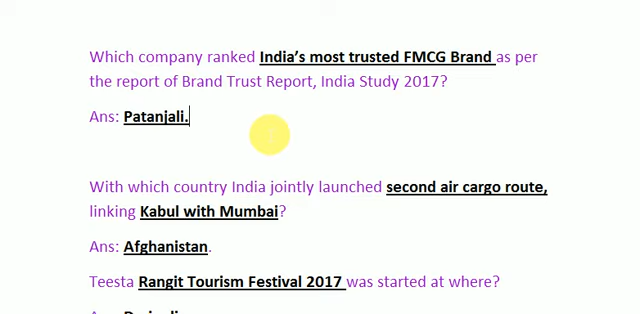 Which company ranked India’s most trusted FMCG Brand as per
the report of Brand Trust Report, India Study 2017?
Ans: Patanjali.
With which country India jointly launched second air cargo route,
linking Kabul with Mumbai?
Ans: Afghanistan.
Teesta Rangit Tourism Festival 2017 was started at where?